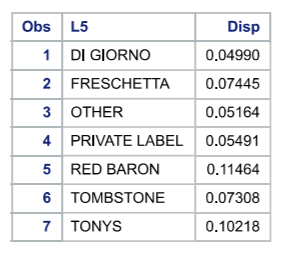 Obs L5 Disp
1 DI GIORNO 0.04990
2 FRESCHETTA 0.07445
3 OTHER 0.05164
4 PRIVATE LABEL 0.05491
5 RED BARON 0.11464
6 TOMBSTONE 0.07308
7 TONYS 0.10218